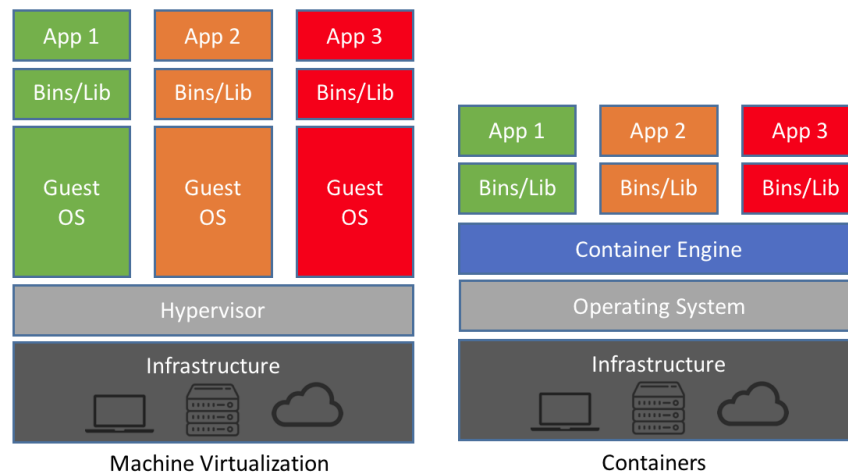 App 1
App 2
App 3
Bins/Lib
Bins/Lib
Bins/Lib
Guest
OS
Guest
OS
Guest
OS
Hypervisor
Infrastructure
Machine Virtualization
App 1
App 2
App 3
Bins/Lib
Bins/Lib
Bins/Lib
Container Engine
Operating System
Infrastructure
Containers